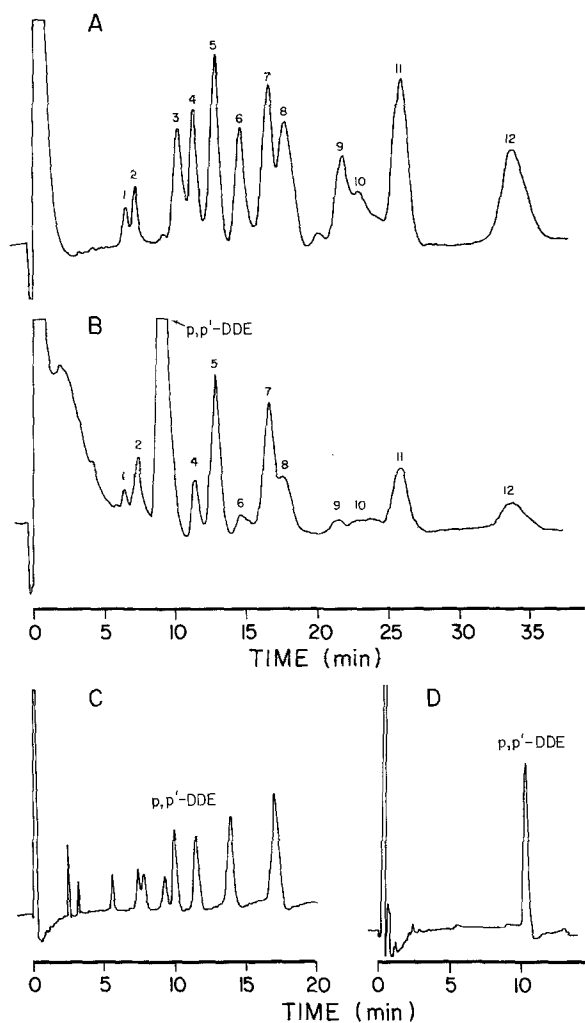 A
1 2 3 4 5 6 7 8 9 10 11 12
B
p,p'-DDE
1 2 4 5 6 7 8 9 10 11 12
0 5 10 15 20 25 30 35
TIME (min)
C
p,p'-DDE
0 5 10 15 20
D
p,p'-DDE
0 5 10
TIME (min)